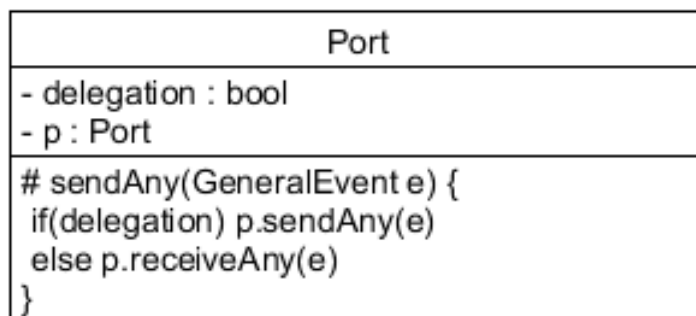 Port
- delegation : bool
- p : Port
# sendAny(GeneralEvent e) {
if(delegation) p.sendAny(e)
else p.receiveAny(e)
}